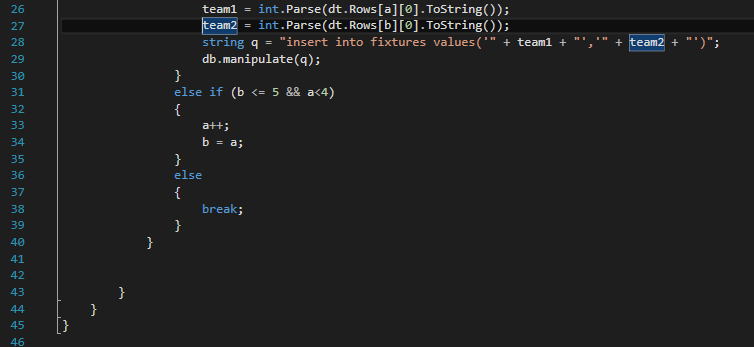 26 team1 = int.Parse(dt.Rows[a][0].ToString());
27 team2 = int.Parse(dt.Rows[b][0].ToString());
28 string q = "insert into fixtures values('" + team1 + "','" + team2 + "')";
29 db.manipulate(q);
30 }
31 else if (b <= 5 && a<4)
32 {
33 a++;
34 b = a;
35 }
36 else
37 {
38 break;
39 }
40 }
41
42
43 }
44 }
45 }
46